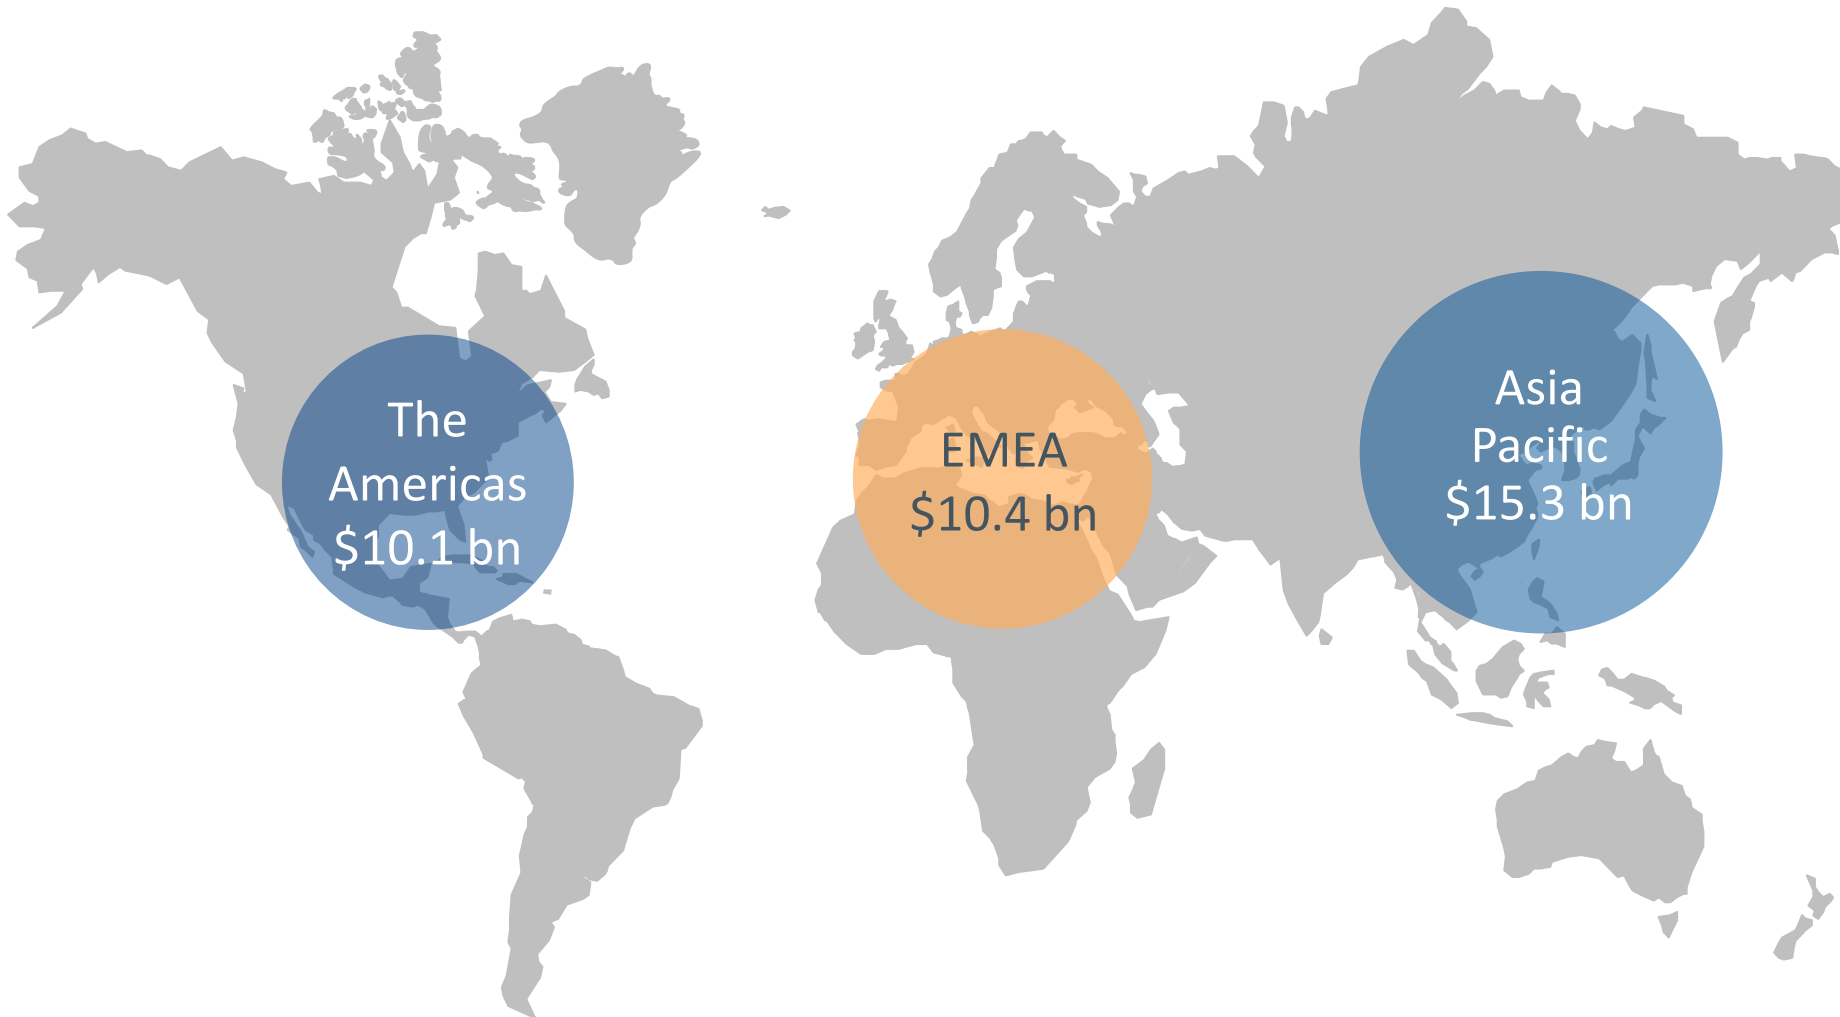 The
Americas
$10.1 bn
EMEA
$10.4 bn
Asia
Pacific
$15.3 bn